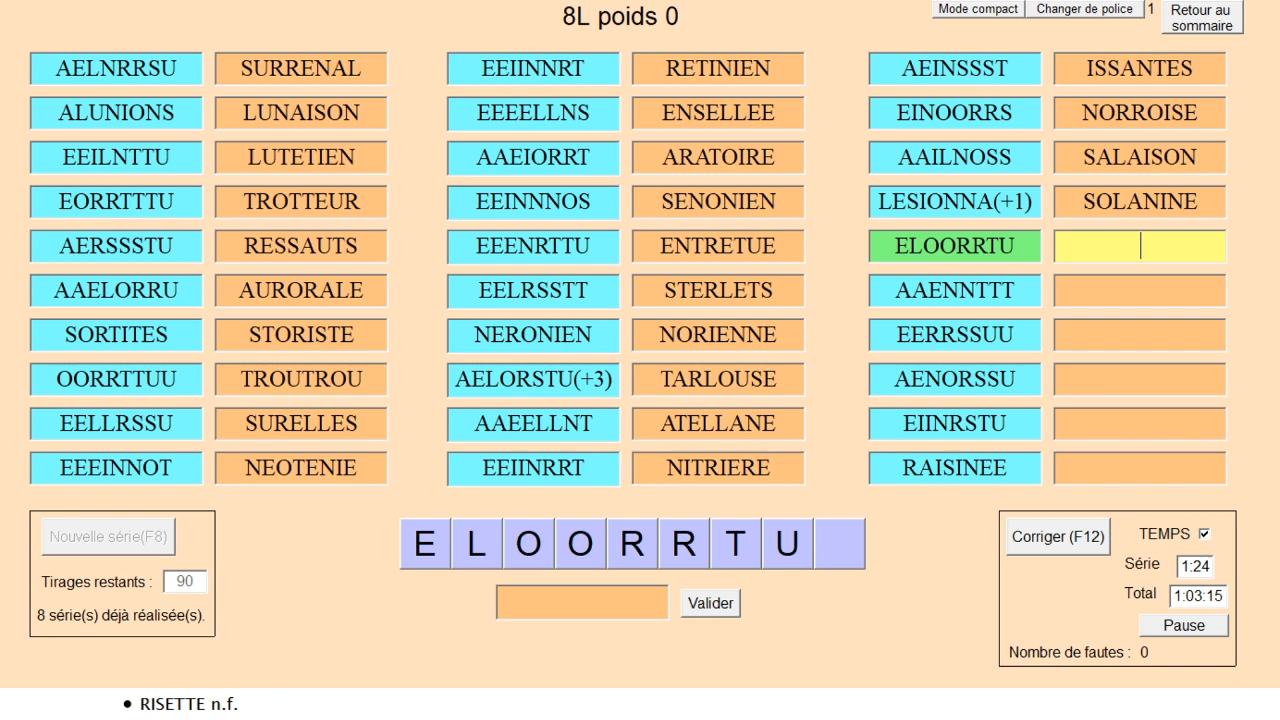 8L poids 0
Mode compact Changer de police 1 Retour au sommaire
AELNRRSU SURRENAL EEIINNRT RETINIEN AEINSSST ISSANTES
ALUNIONS LUNAISON EEEELLNS ENSELLEE EINOORRS NORROISE
EEILNTTU LUTETIEN AAEIORRT ARATOIRE AAILNOSS SALAISON
EORRTTTU TROTTEUR EEINNNOS SENONIEN LESIONNA(+1) SOLANINE
AERSSSTU RESSAUTS EEENRTTU ENTRETUE ELOORRTU
AAELORRU AURORALE EELRSSTT STERLETS AAENNTTT
SORTITES STORISTE NERONIEN NORIENNE EERRSSUU
OORRTTUU TROUTROU AELORSTU(+3) TARLOUSE AENORSSU
EELLRSSU SURELLES AAEELLNT ATELLANE EIINRSTU
EEEINNOT NEOTENIE EEIINRRT NITRIERE RAISINEE
Nouvelle série(F8)
Tirages restants : 90
8 série(s) déjà réalisée(s).
E L O O R R T U
Valider
Corriger (F12) TEMPS
Série 1:24
Total 1:03:15
Pause
Nombre de fautes : 0
• RISETTE n.f.